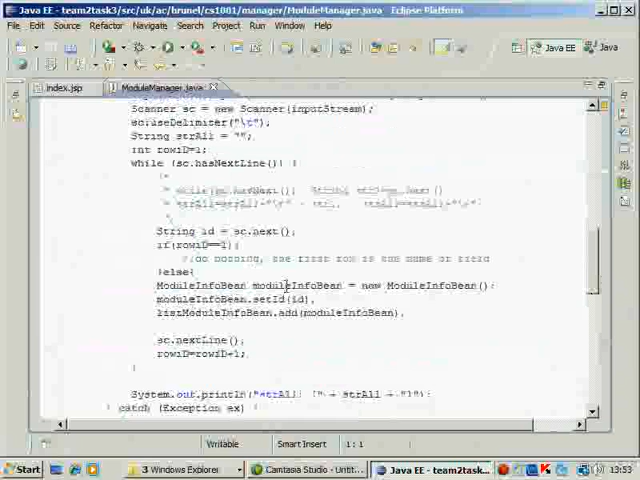 Java EE - team2task3/src/uk/ac/brunel/cs1001/manager/ModuleManager.java - Eclipse Platform
File Edit Source Refactor Navigate Search Project Run Window Help
Java EE Java
index.jsp ModuleManager.java
Scanner sc = new Scanner(inputStream);
sc.useDelimiter("\t");
String strAll = "";
int rowID=1;
while (sc.hasNextLine()) {
/*
*/
String id = sc.next();
if(rowID==1){
//do nothing, the first row is the name of field
}else{
ModuleInfoBean moduleInfoBean = new ModuleInfoBean();
moduleInfoBean.setId(id);
listModuleInfoBean.add(moduleInfoBean);
sc.nextLine();
rowID=rowID+1;
}
System.out.println("strAll: [" + strAll + "]");
} catch (Exception ex) {
Writable Smart Insert 1 : 1
Start 3 Windows Explorer Camtasia Studio - Untitl... Java EE - team2task... 13:53